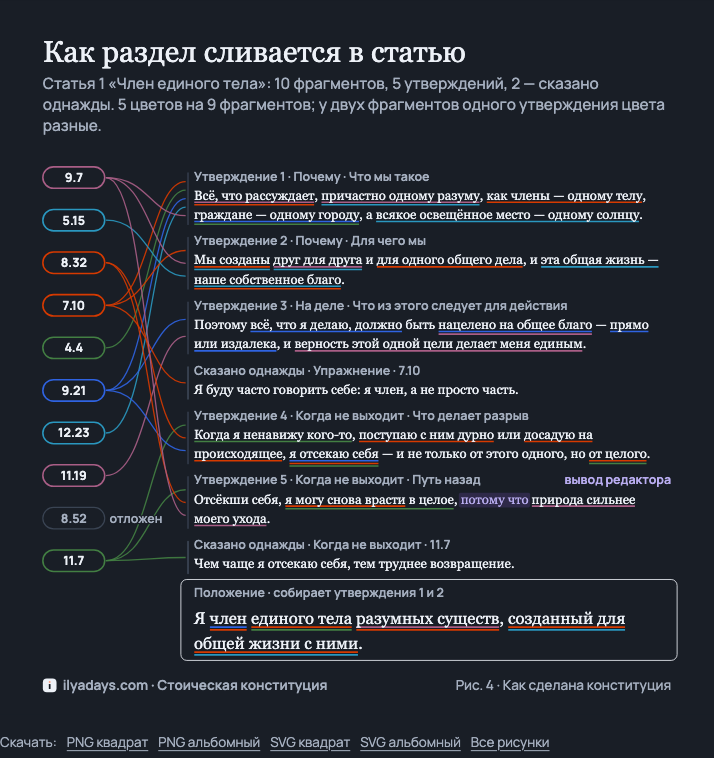 Как раздел сливается в статью
Статья 1 «Член единого тела»: 10 фрагментов, 5 утверждений, 2 — сказано
однажды. 5 цветов на 9 фрагментов; у двух фрагментов одного утверждения цвета
разные.
9.7
5.15
8.32
7.10
4.4
9.21
12.23
11.19
8.52 отложен
11.7
Утверждение 1 · Почему · Что мы такое
Всё, что рассуждает, причастно одному разуму, как члены — одному телу,
граждане — одному городу, а всякое освещённое место — одному солнцу.
Утверждение 2 · Почему · Для чего мы
Мы созданы друг для друга и для одного общего дела, и эта общая жизнь —
наше собственное благо.
Утверждение 3 · На деле · Что из этого следует для действия
Поэтому всё, что я делаю, должно быть нацелено на общее благо — прямо
или издалека, и верность этой одной цели делает меня единым.
Сказано однажды · Упражнение · 7.10
Я буду часто говорить себе: я член, а не просто часть.
Утверждение 4 · Когда не выходит · Что делает разрыв
Когда я ненавижу кого-то, поступаю с ним дурно или досадую на
происходящее, я отсекаю себя — и не только от этого одного, но от целого.
Утверждение 5 · Когда не выходит · Путь назад вывод редактора
Отсёкши себя, я могу снова врасти в целое, потому что природа сильнее
моего ухода.
Сказано однажды · Когда не выходит · 11.7
Чем чаще я отсекаю себя, тем труднее возвращение.
Положение · собирает утверждения 1 и 2
Я член единого тела разумных существ, созданный для
общей жизни с ними.
ilyadays.com · Стоическая конституция
Рис. 4 · Как сделана конституция
Скачать: PNG квадрат PNG альбомный SVG квадрат SVG альбомный Все рисунки